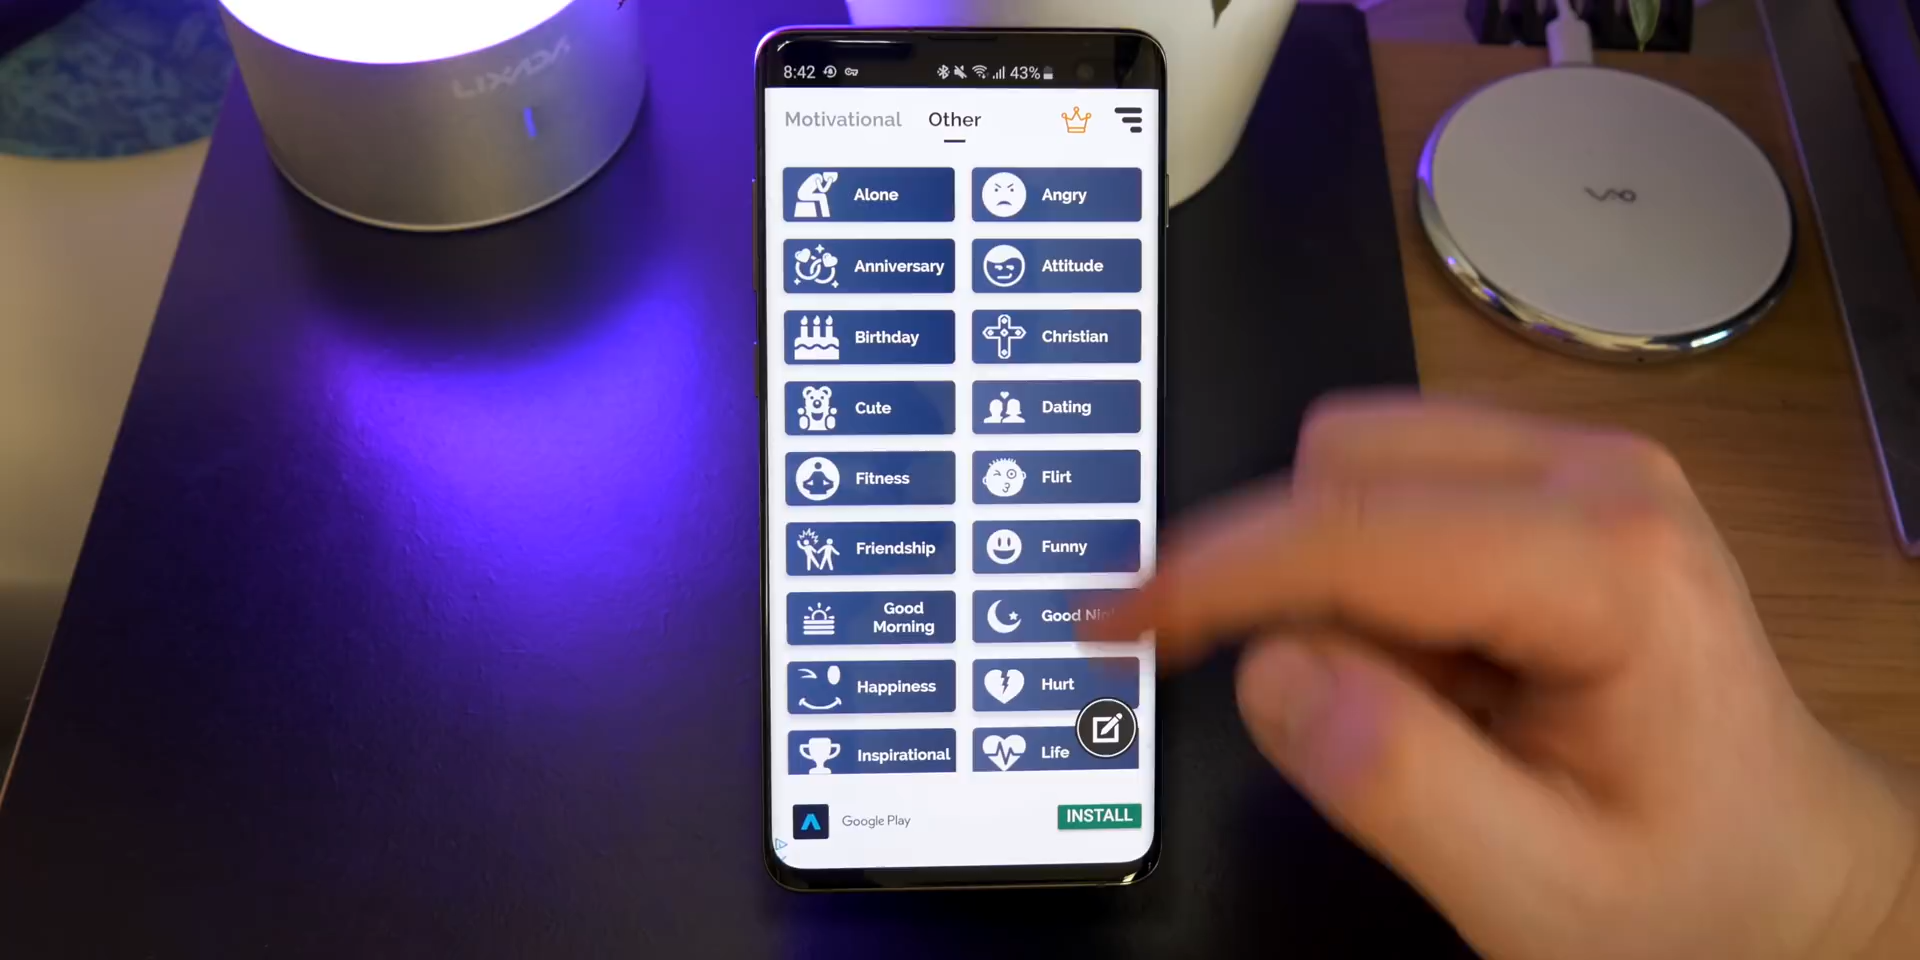 LIXADA
8:42 43%
Motivational Other
Alone Angry
Anniversary Attitude
Birthday Christian
Cute Dating
Fitness Flirt
Friendship Funny
Good
Morning
Good
Happiness Hurt
Inspirational Life
Google Play INSTALL